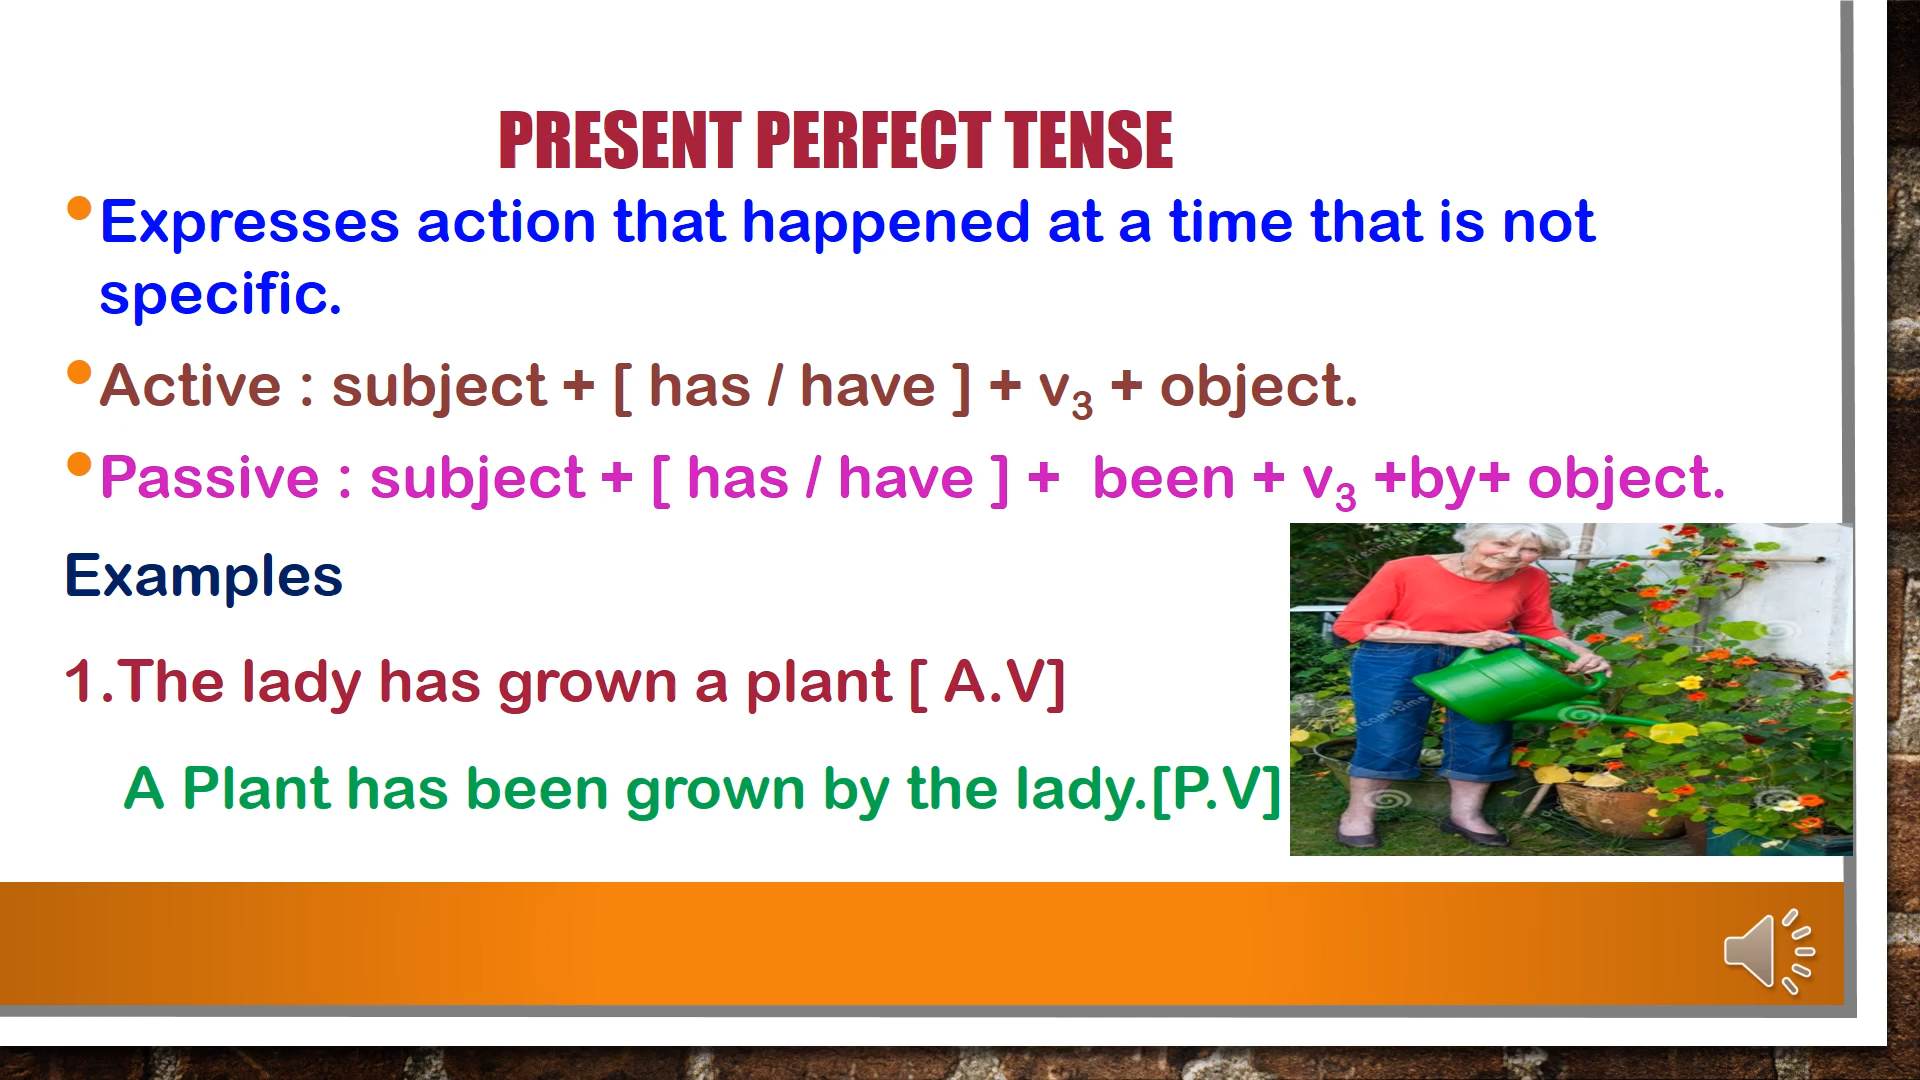 PRESENT PERFECT TENSE
•Expresses action that happened at a time that is not
specific.
•Active : subject + [ has / have ] + v₃ + object.
•Passive : subject + [ has / have ] + been + v₃ +by+ object.
Examples
1.The lady has grown a plant [ A.V]
A Plant has been grown by the lady.[P.V]